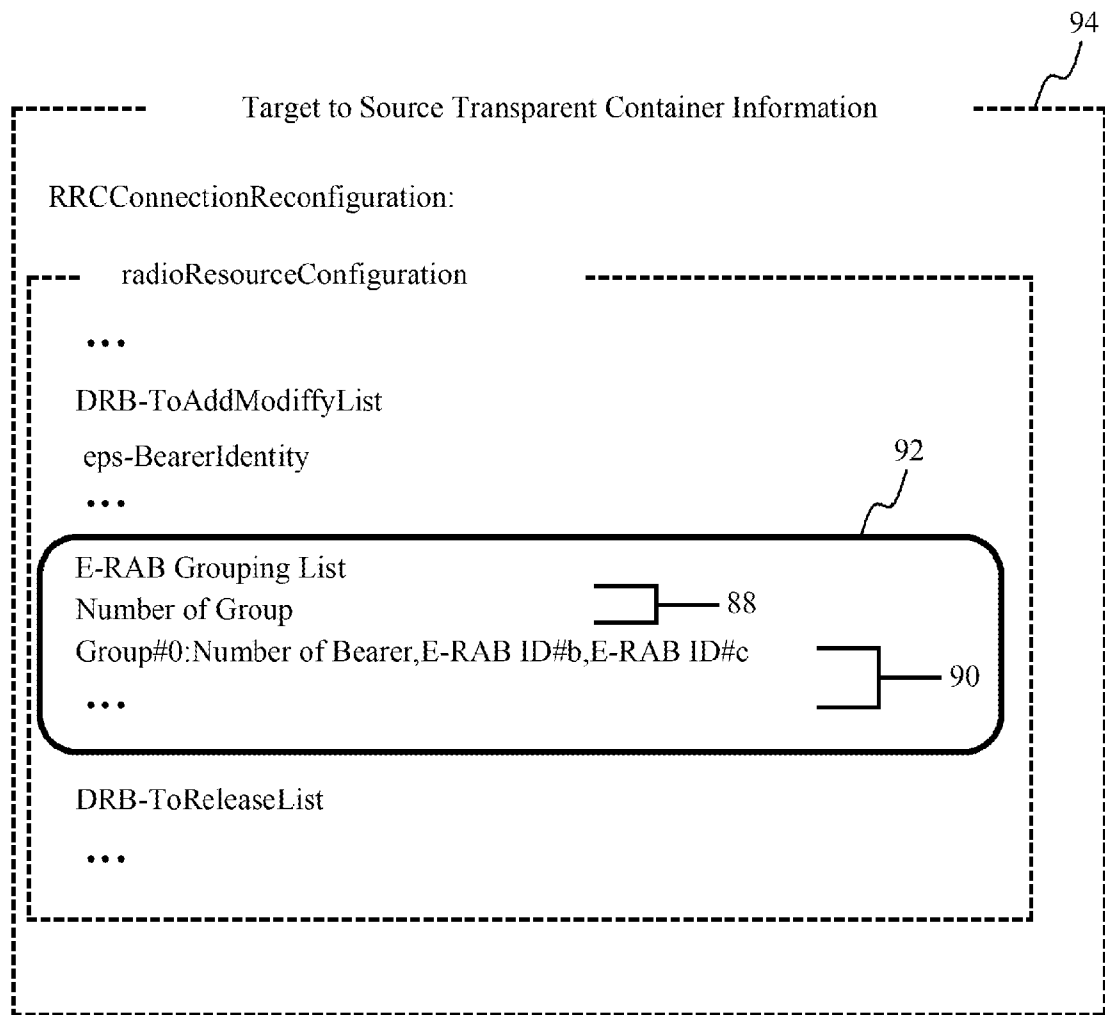 94
Target to Source Transparent Container Information
RRCConnectionReconfiguration:
radioResourceConfiguration
...
DRB-ToAddModiffyList
eps-BearerIdentity
...
92
E-RAB Grouping List
Number of Group
88
Group#0:Number of Bearer,E-RAB ID#b,E-RAB ID#c
...
90
DRB-ToReleaseList
...